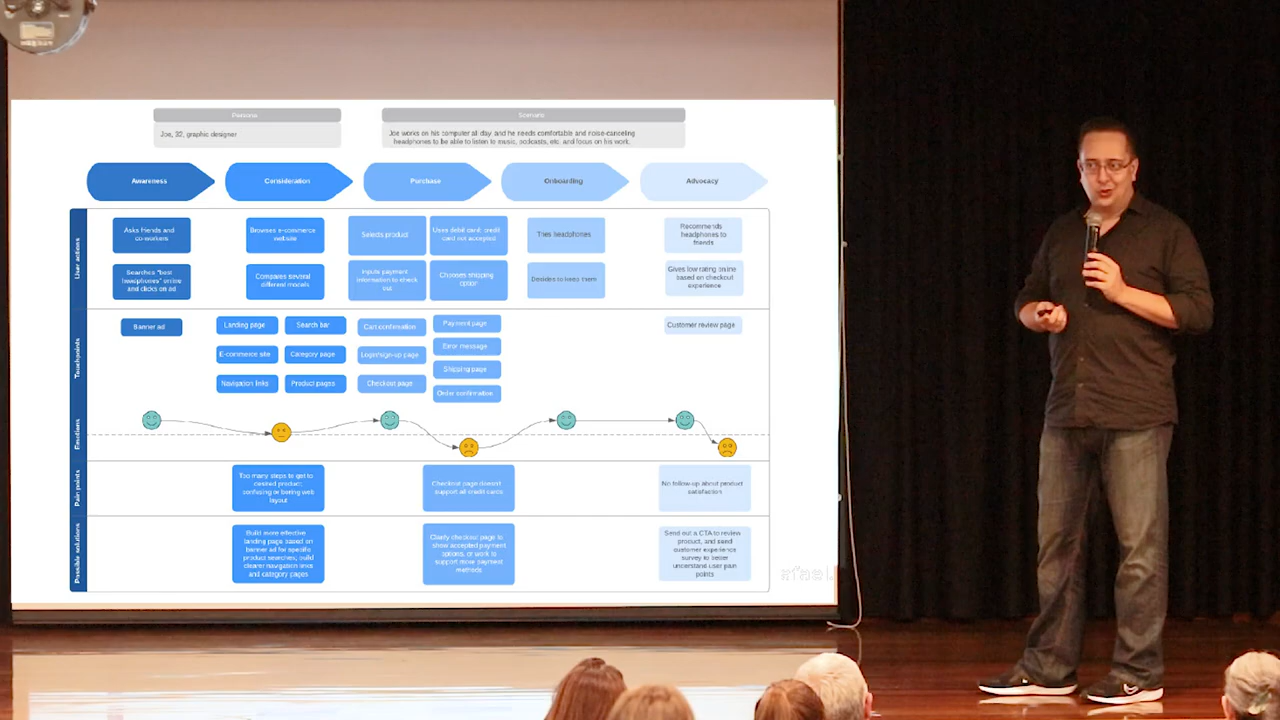 Persona
Scenario
Joe, 32, graphic designer
Joe works on his computer all day, and he needs comfortable and noise-canceling
headphones to be able to listen to music, podcasts, etc. and focus on his work.
Awareness
Consideration
Purchase
Onboarding
Advocacy
User actions
Asks friends and
co-workers
Browses e-commerce
website
Selects product
Uses debit card; credit
card not accepted
Tries headphones
Recommends
headphones to
friends
Searches "best
headphones" online
and clicks on ad
Compares several
different models
Inputs payment
information to check
out
Chooses shipping
option
Decides to keep them
Gives low rating online
based on checkout
experience
Touchpoints
Banner ad
Landing page
Search bar
Cart confirmation
Payment page
Customer review page
E-commerce site
Category page
Login/sign-up page
Error message
Navigation links
Product pages
Checkout page
Shipping page
Order confirmation
Emotions
Pain points
Too many steps to get to
desired product;
confusing or boring web
layout
Checkout page doesn't
support all credit cards
No follow-up about product
satisfaction
Possible solutions
Build more effective
landing page based on
banner ad for specific
product searches; build
clearer navigation links
and category pages
Clarify checkout page to
show accepted payment
options, or work to
support more payment
methods
Send out a CTA to review
product, and send
customer experience
survey to better
understand user pain
points